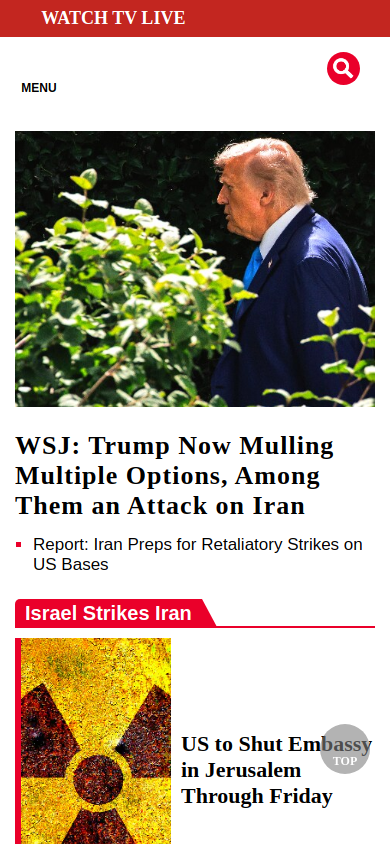 WATCH TV LIVE
MENU
WSJ: Trump Now Mulling
Multiple Options, Among
Them an Attack on Iran
Report: Iran Preps for Retaliatory Strikes on
US Bases
Israel Strikes Iran
US to Shut Embassy
in Jerusalem
Through Friday
TOP